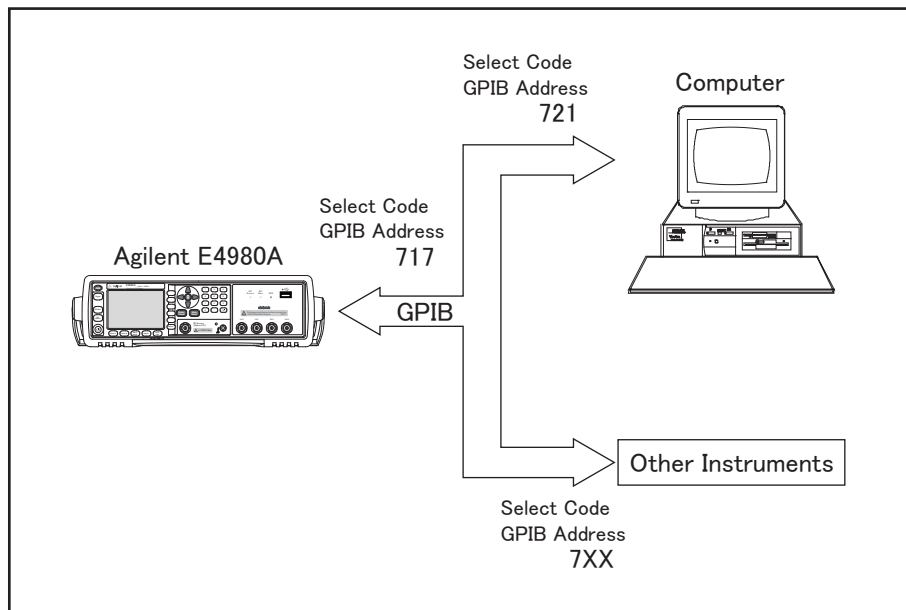 Select Code
GPIB Address
721
Computer
Select Code
GPIB Address
717
Agilent E4980A
GPIB
Other Instruments
Select Code
GPIB Address
7XX